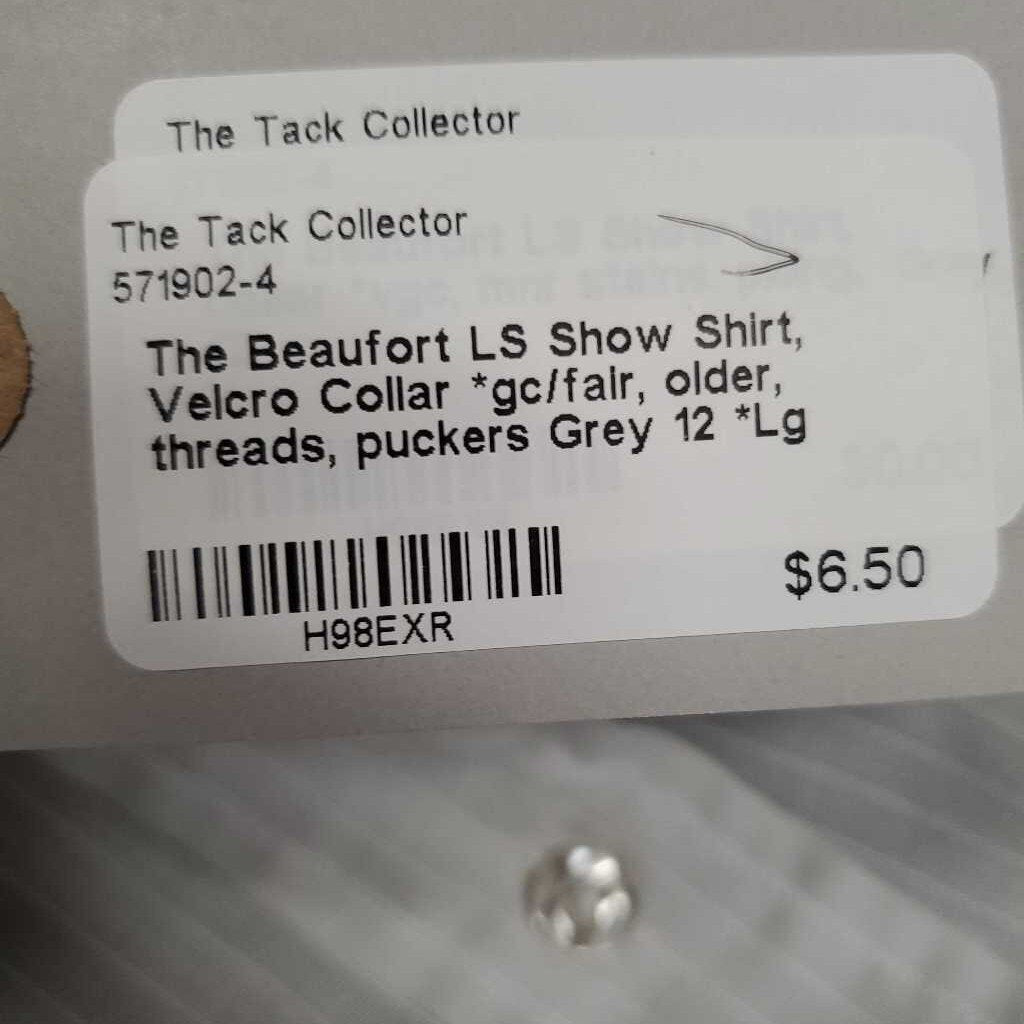 The Tack Collector
The Tack Collector
571902-4
The Beaufort LS Show Shirt,
Velcro Collar *gc/fair, older,
threads, puckers Grey 12 *Lg
H98EXR
$6.50